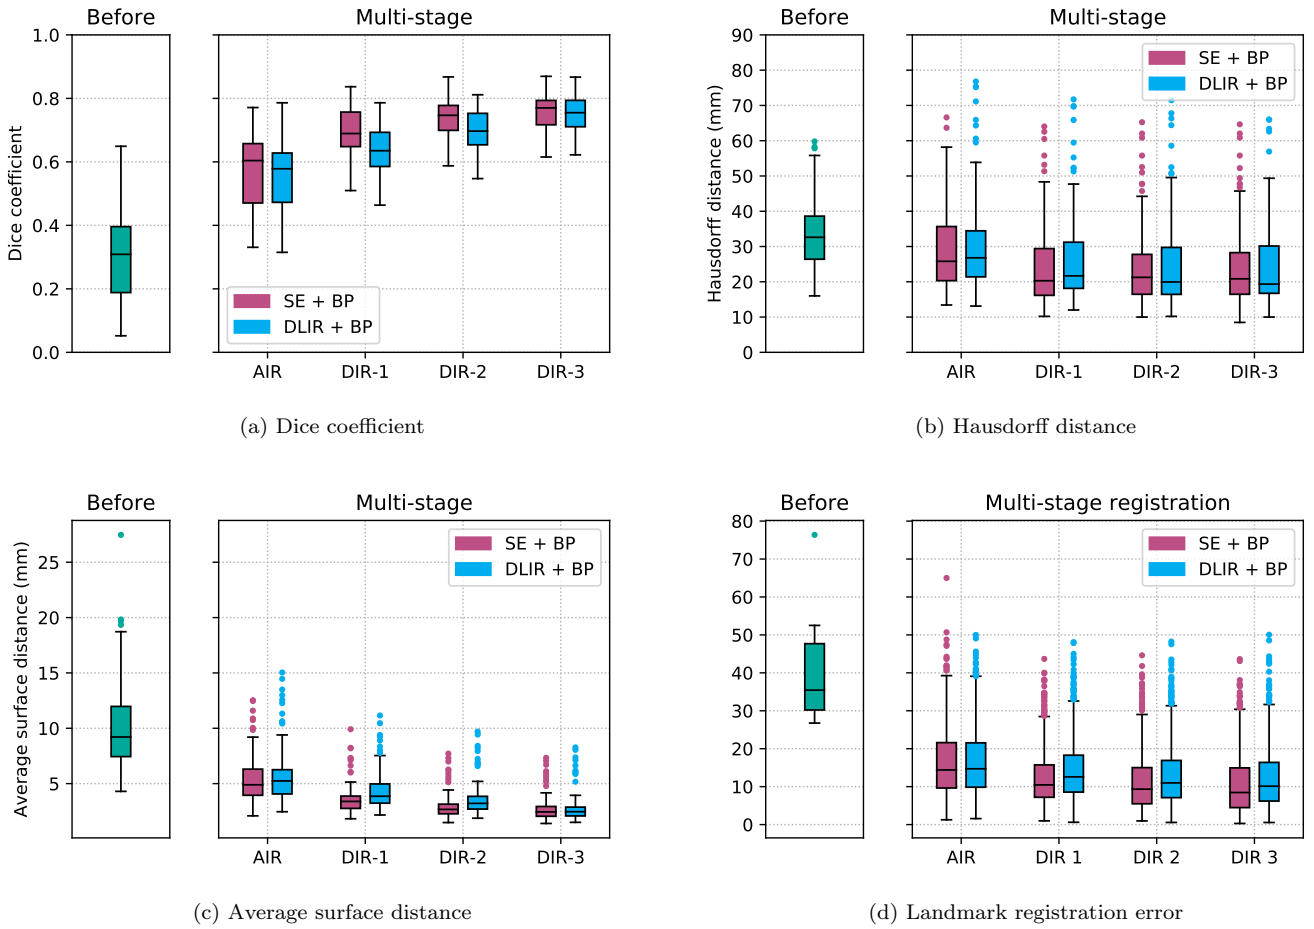 Before Multi-stage
Dice coefficient
1.0
0.8
0.6
0.4
0.2
0.0
SE + BP
DLIR + BP
AIR DIR-1 DIR-2 DIR-3
(a) Dice coefficient
Before Multi-stage
Hausdorff distance (mm)
90
80
70
60
50
40
30
20
10
0
SE + BP
DLIR + BP
AIR DIR-1 DIR-2 DIR-3
(b) Hausdorff distance
Before Multi-stage
Average surface distance (mm)
25
20
15
10
5
SE + BP
DLIR + BP
AIR DIR-1 DIR-2 DIR-3
(c) Average surface distance
Before Multi-stage registration
80
70
60
50
40
30
20
10
0
SE + BP
DLIR + BP
AIR DIR 1 DIR 2 DIR 3
(d) Landmark registration error